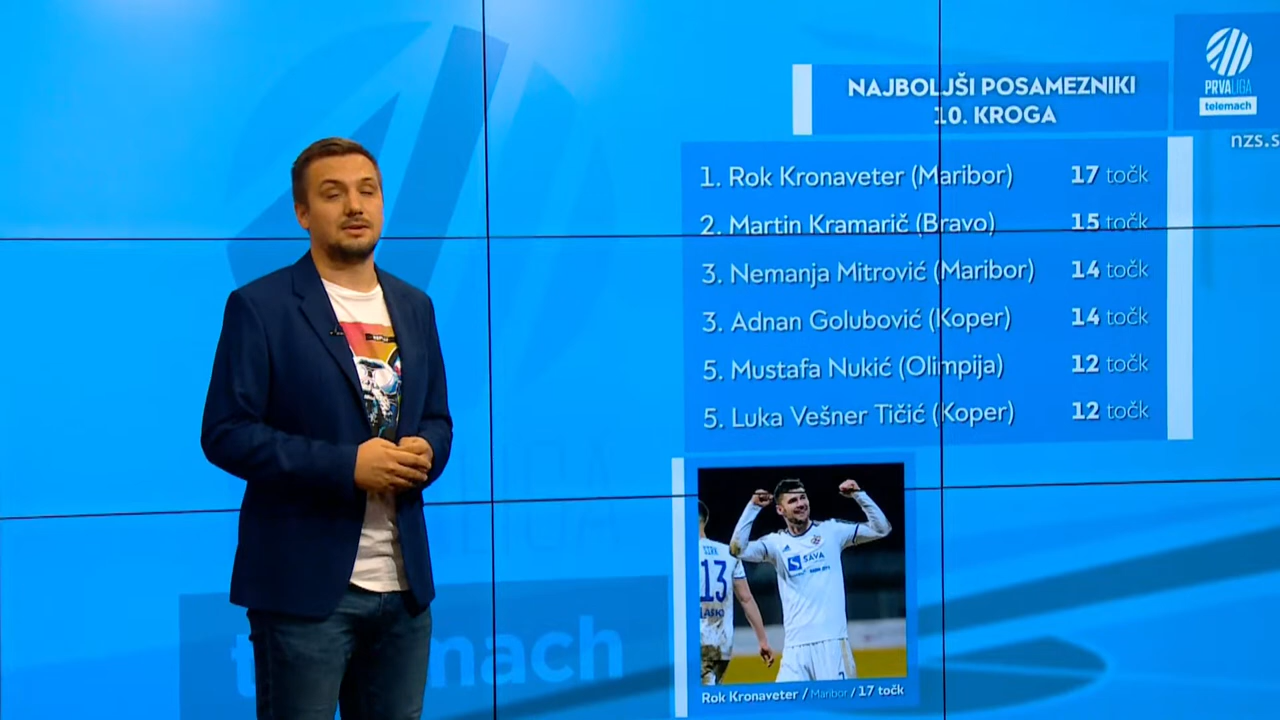 NAJBOLJŠI POSAMEZNIKI
10. KROGA
PRVALIGA
telemach
nzs.s
1. Rok Kronaveter (Maribor) 17 točk
2. Martin Kramarič (Bravo) 15 točk
3. Nemanja Mitrović (Maribor) 14 točk
3. Adnan Golubović (Koper) 14 točk
5. Mustafa Nukić (Olimpija) 12 točk
5. Luka Vešner Tičić (Koper) 12 točk
13
SAVA
telemach
Rok Kronaveter / Maribor / 17 točk